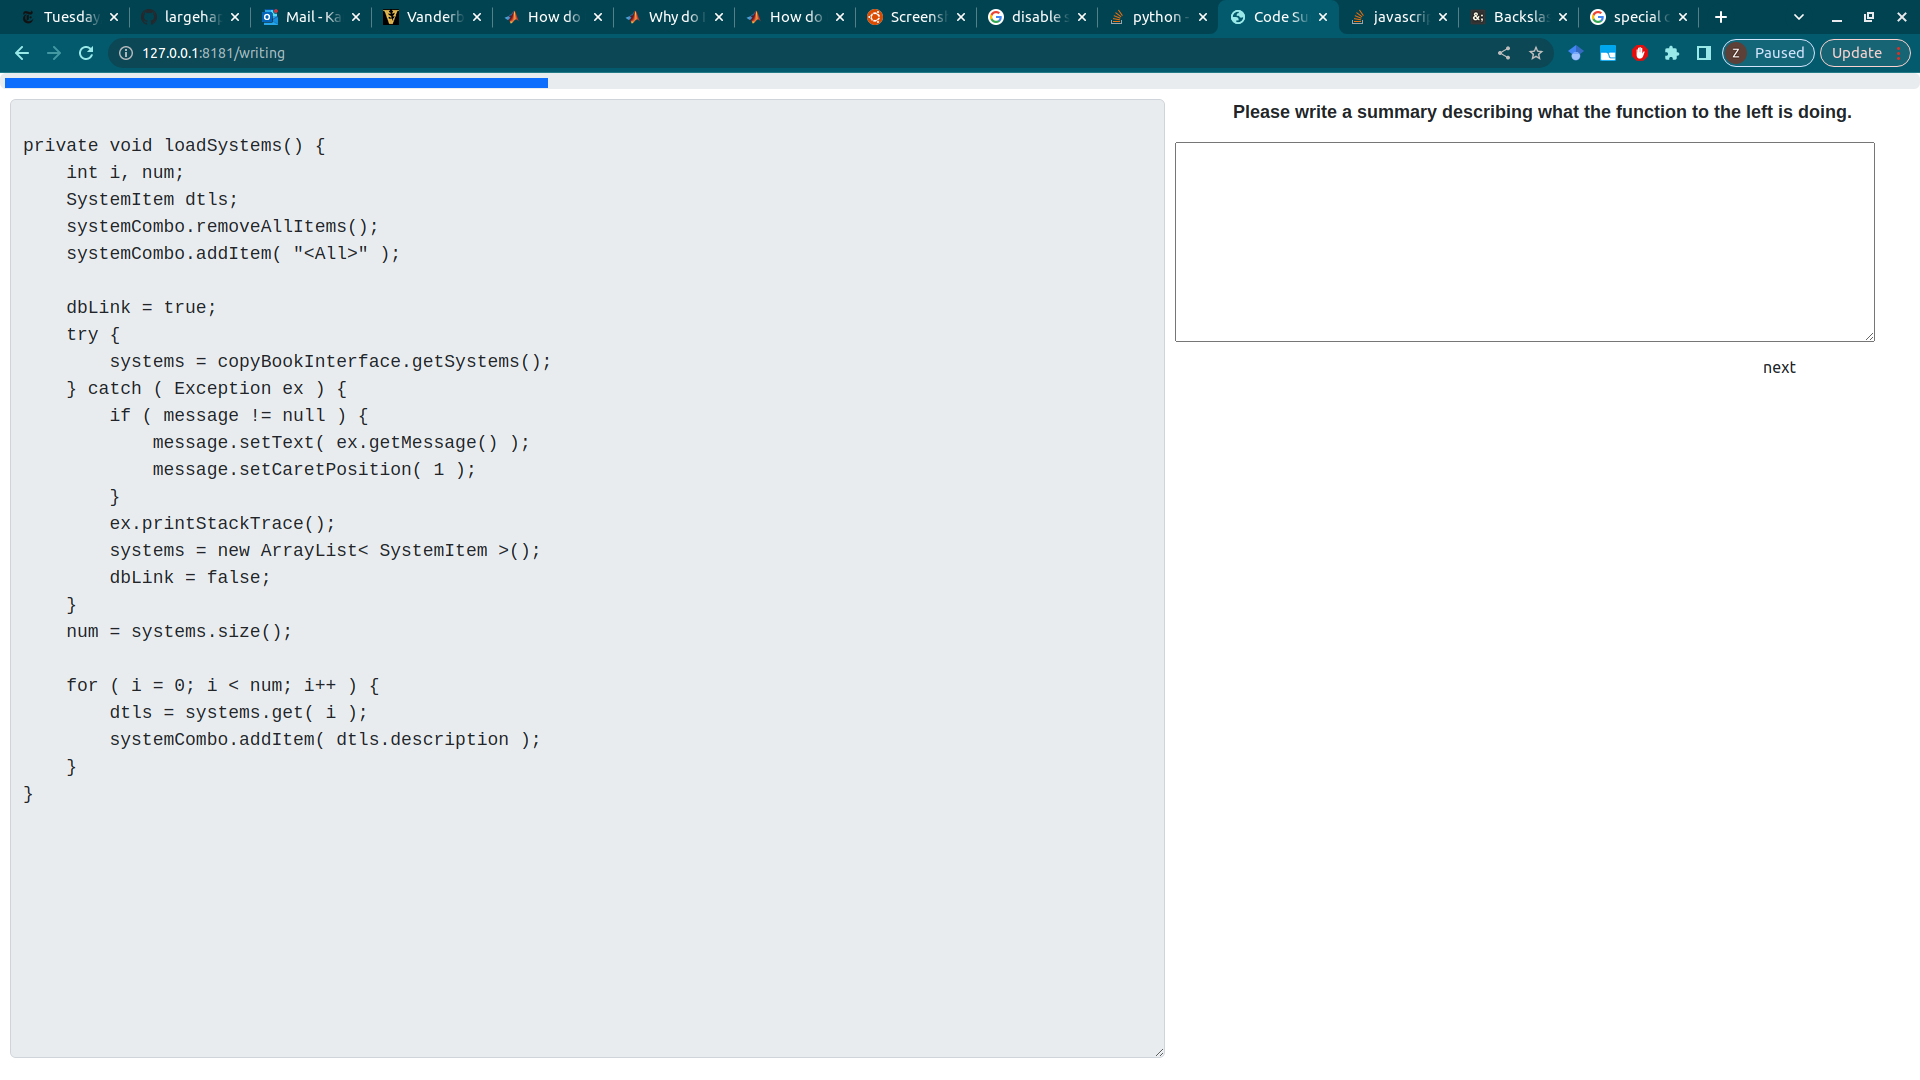 Tuesday
largeha
Mail - Ka
Vanderb
How do
Why do
How do
Screens
disable s
python -
Code Su
javascrip
Backslas
special c
127.0.0.1:8181/writing
Z Paused
Update
Please write a summary describing what the function to the left is doing.
private void loadSystems() {
    int i, num;
    SystemItem dtls;
    systemCombo.removeAllItems();
    systemCombo.addItem( "<All>" );
    dbLink = true;
    try {
        systems = copyBookInterface.getSystems();
    } catch ( Exception ex ) {
        if ( message != null ) {
            message.setText( ex.getMessage() );
            message.setCaretPosition( 1 );
        }
        ex.printStackTrace();
        systems = new ArrayList< SystemItem >();
        dbLink = false;
    }
    num = systems.size();
    for ( i = 0; i < num; i++ ) {
        dtls = systems.get( i );
        systemCombo.addItem( dtls.description );
    }
}
next